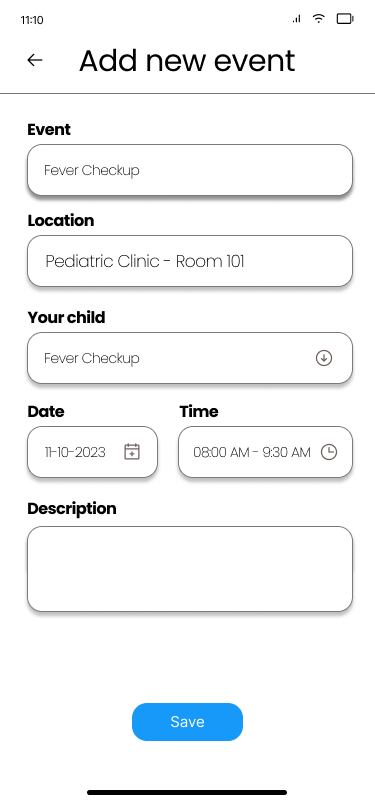 11:10
Add new event
Event
Fever Checkup
Location
Pediatric Clinic - Room 101
Your child
Fever Checkup
Date Time
11-10-2023 08:00 AM - 9:30 AM
Description
Save